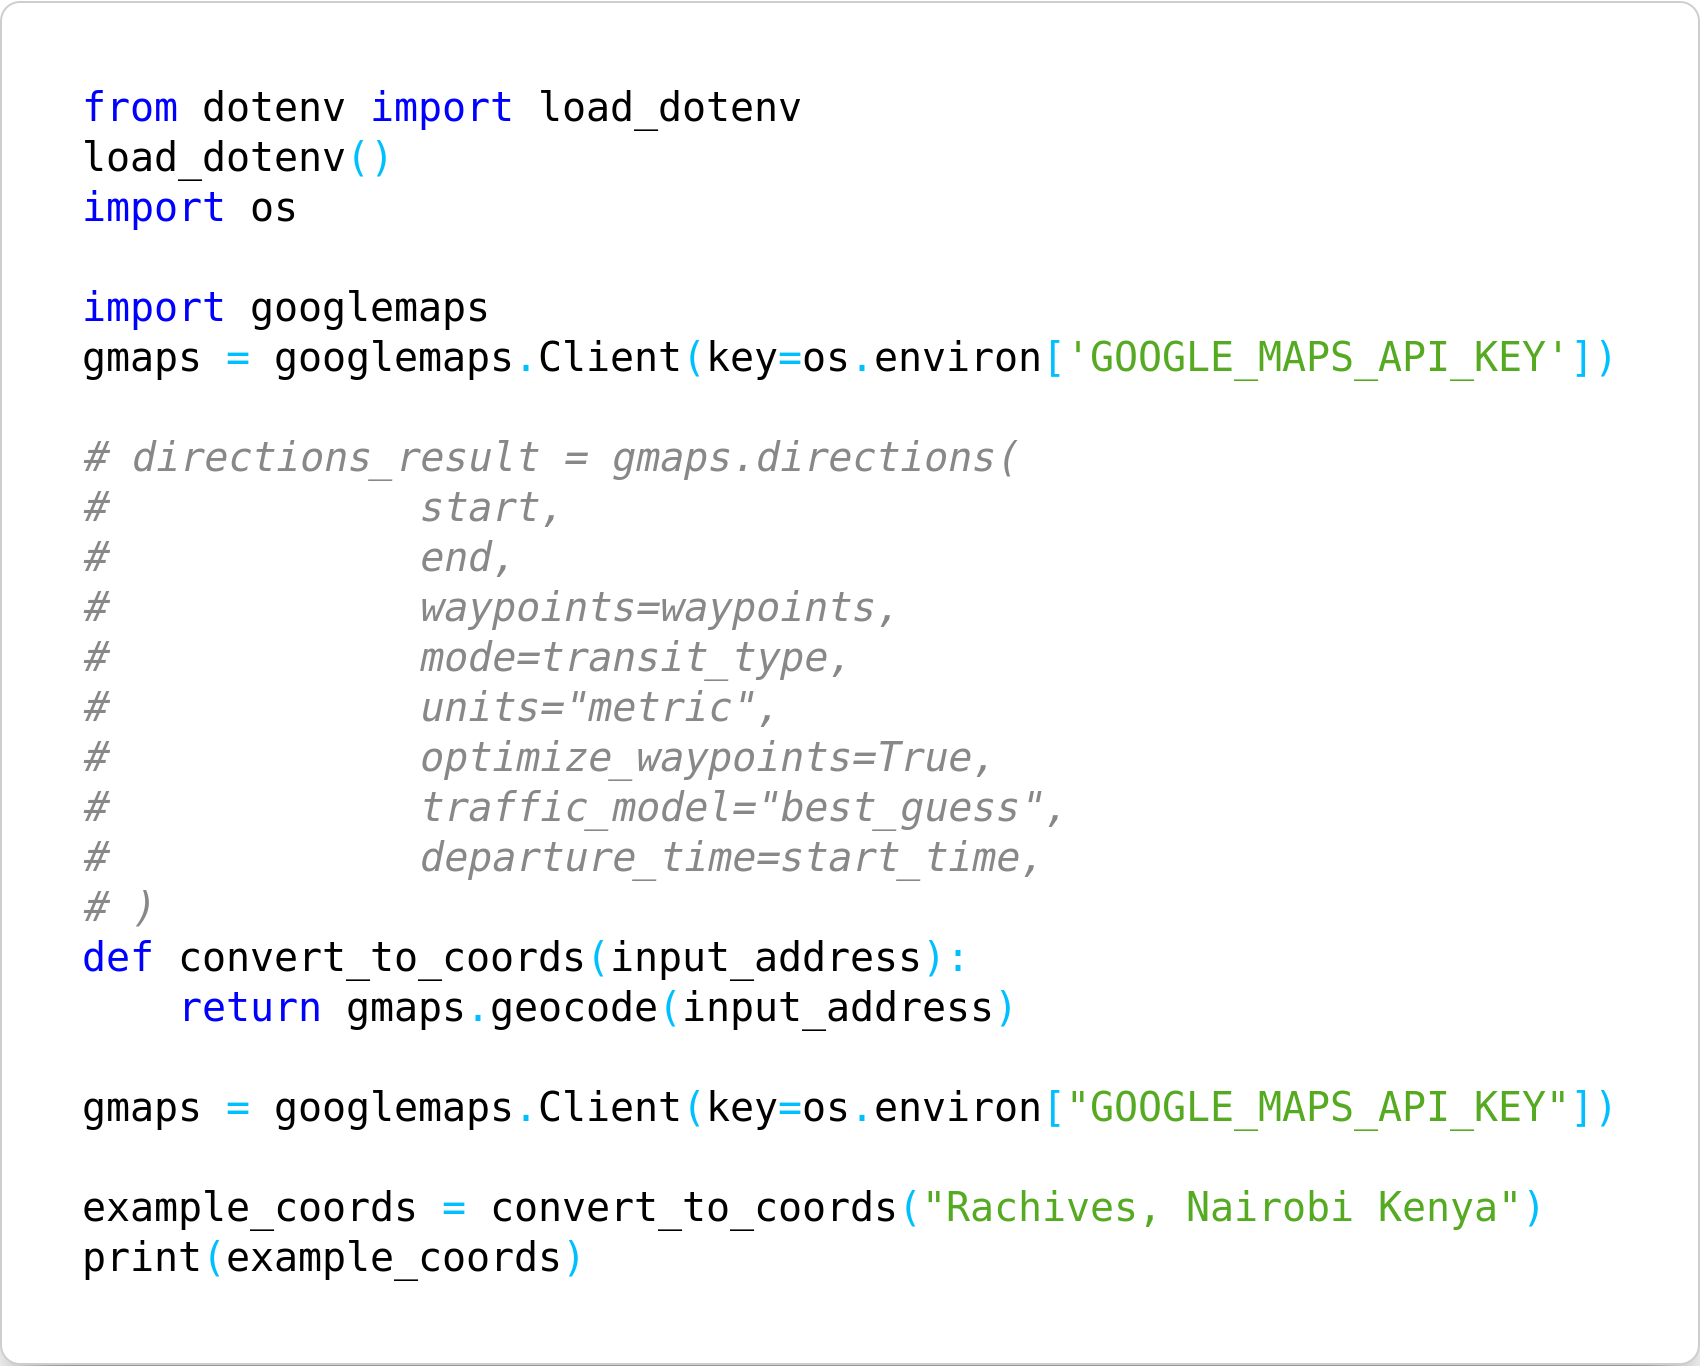 from dotenv import load_dotenv
load_dotenv()
import os

import googlemaps
gmaps = googlemaps.Client(key=os.environ['GOOGLE_MAPS_API_KEY'])

# directions_result = gmaps.directions(
#             start,
#             end,
#             waypoints=waypoints,
#             mode=transit_type,
#             units="metric",
#             optimize_waypoints=True,
#             traffic_model="best_guess",
#             departure_time=start_time,
# )
def convert_to_coords(input_address):
    return gmaps.geocode(input_address)

gmaps = googlemaps.Client(key=os.environ["GOOGLE_MAPS_API_KEY"])

example_coords = convert_to_coords("Rachives, Nairobi Kenya")
print(example_coords)